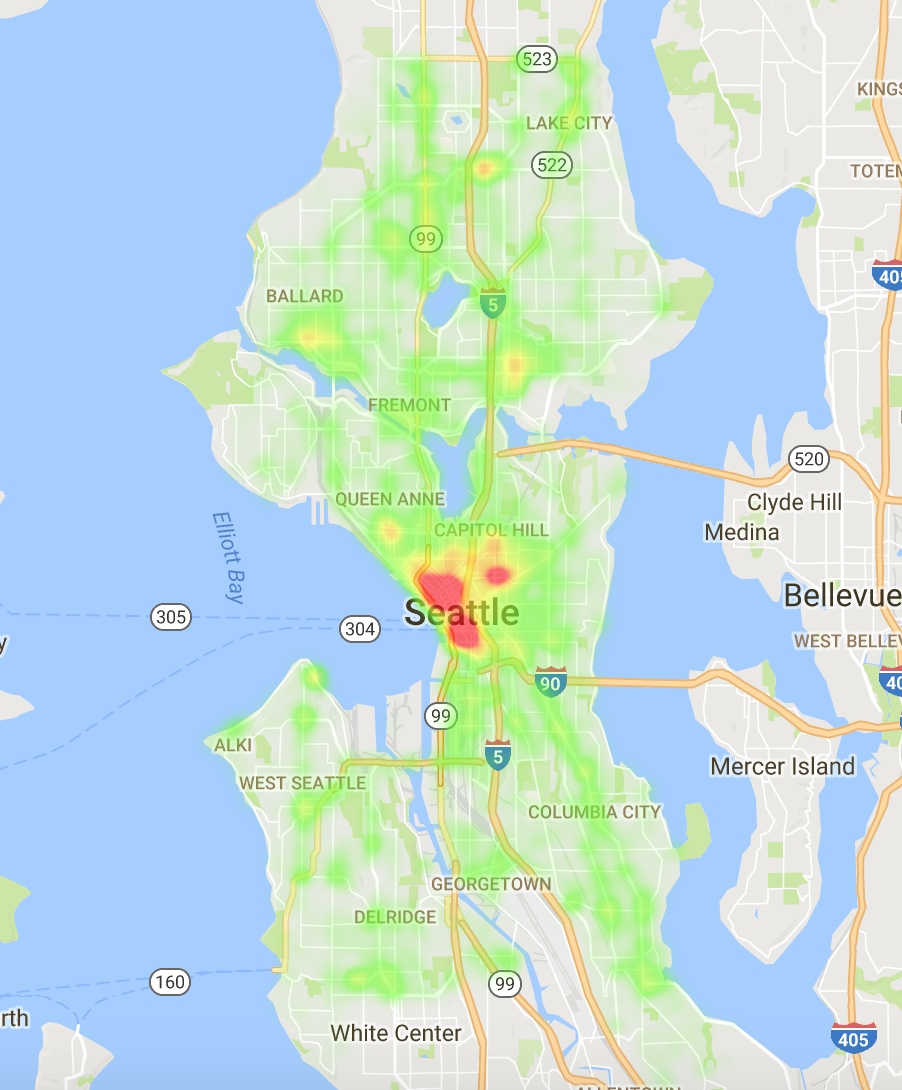 523
KINGS
LAKE CITY
522
TOTEM
99
405
BALLARD
5
FREMONT
520
QUEEN ANNE
Clyde Hill
Medina
CAPITOL HILL
Elliott Bay
Bellevue
305
Seattle
304
y
WEST BELLEV
90
40
99
ALKI
5
Mercer Island
WEST SEATTLE
COLUMBIA CITY
GEORGETOWN
DELRIDGE
160
99
rth
White Center
405
ALLENTOWN